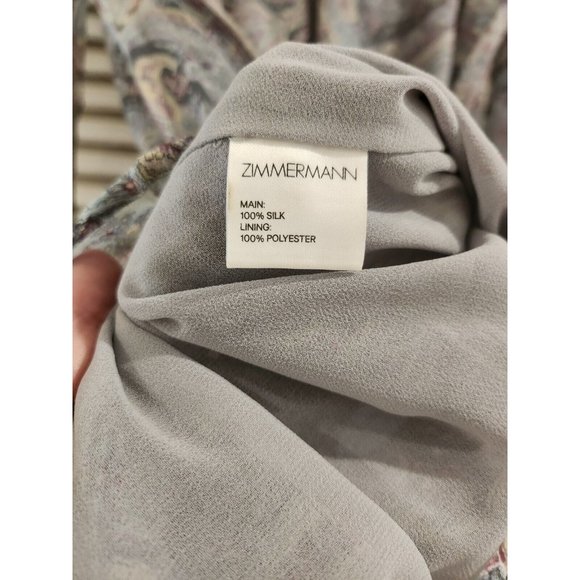 ZIMMERMANN
MAIN:
100% SILK
LINING:
100% POLYESTER